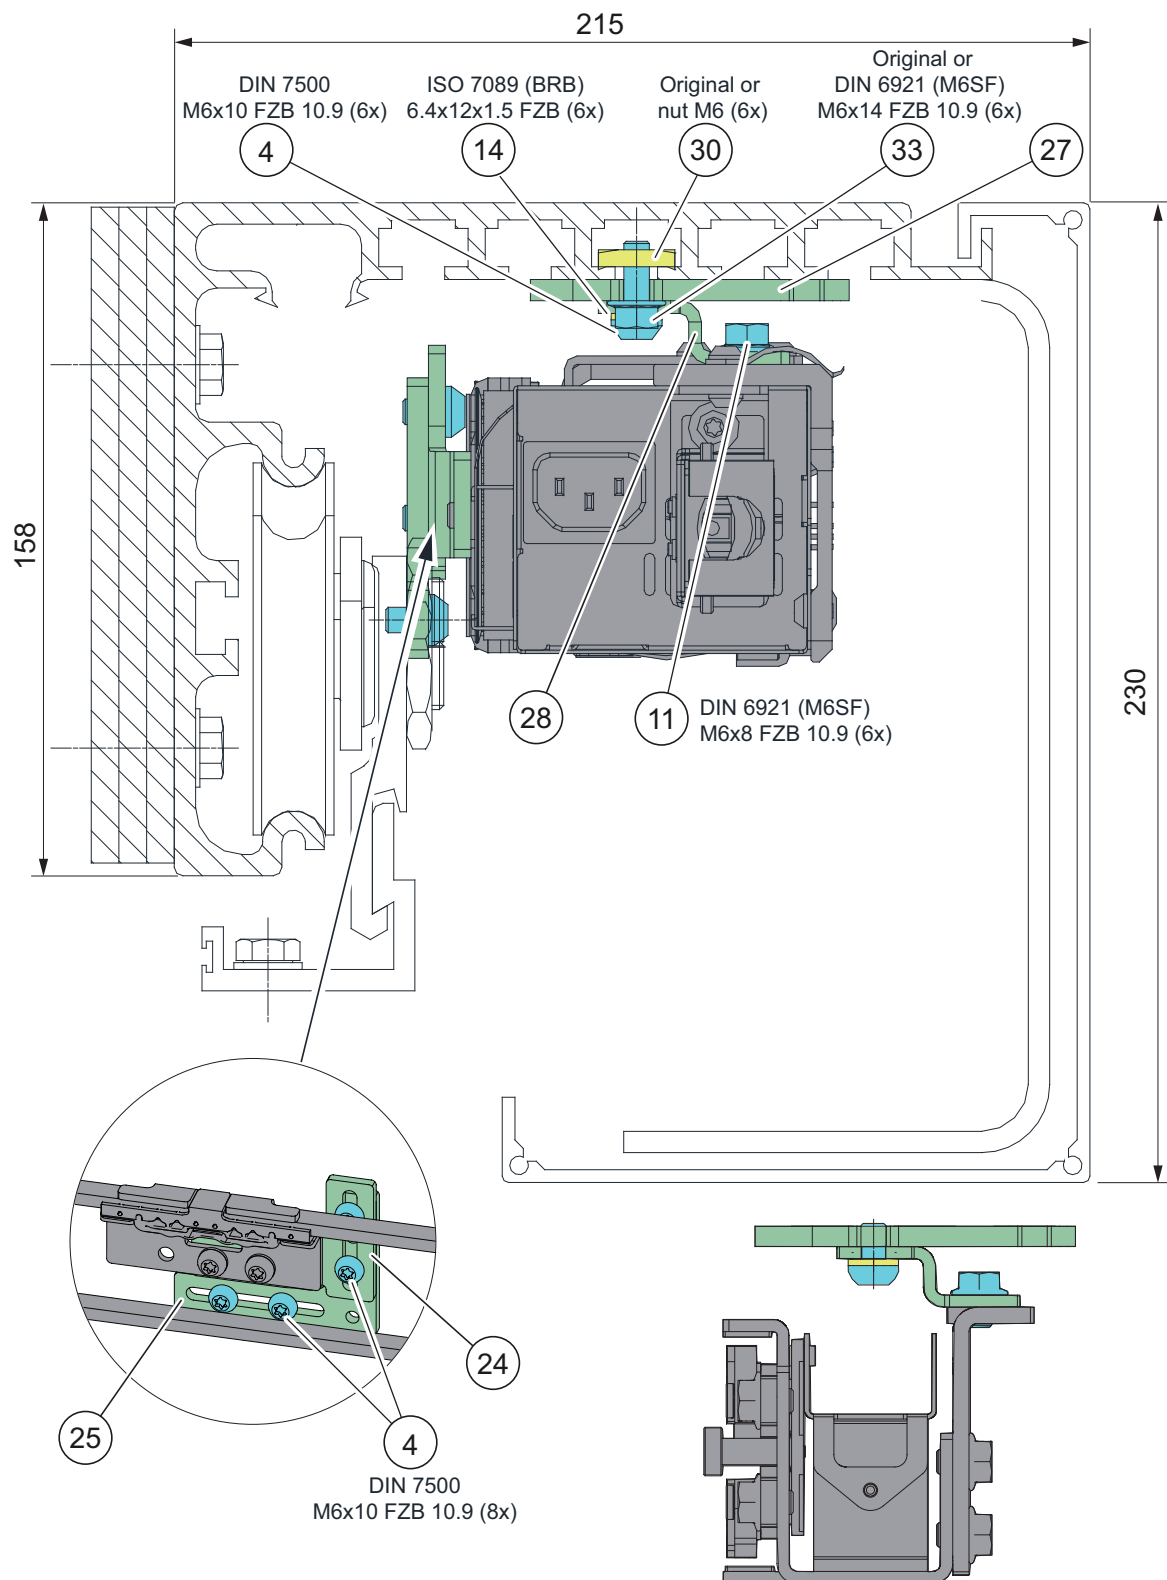 215
DIN 7500
M6x10 FZB 10.9 (6x)
4
ISO 7089 (BRB)
6.4x12x1.5 FZB (6x)
14
Original or
nut M6 (6x)
30
Original or
DIN 6921 (M6SF)
M6x14 FZB 10.9 (6x)
33
27
158
230
28
11
DIN 6921 (M6SF)
M6x8 FZB 10.9 (6x)
24
25
4
DIN 7500
M6x10 FZB 10.9 (8x)